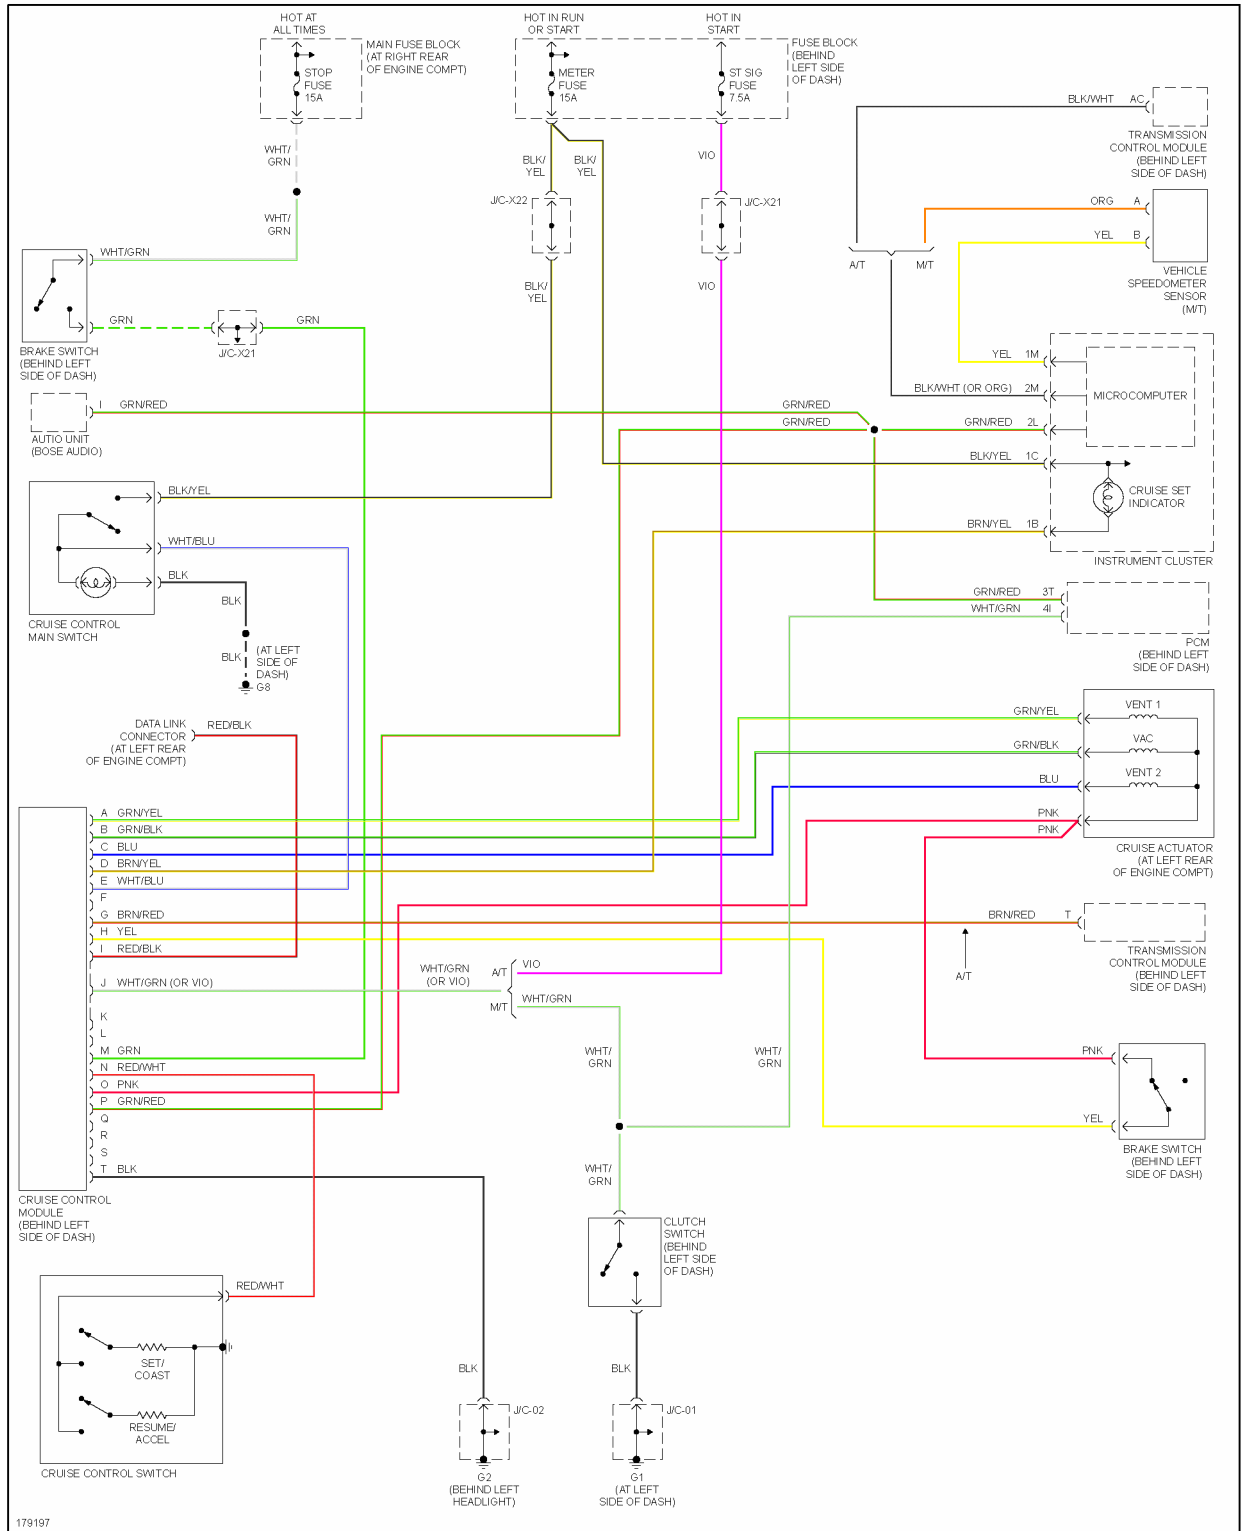 HOT AT
ALL TIMES
HOT IN RUN
OR START
HOT IN
START
MAIN FUSE BLOCK
(AT RIGHT REAR
OF ENGINE COMPT)
STOP
FUSE
15A
METER
FUSE
15A
ST SIG
FUSE
7.5A
FUSE BLOCK
(BEHIND
LEFT SIDE
OF DASH)
BLK/WHT AC
TRANSMISSION
CONTROL MODULE
(BEHIND LEFT
SIDE OF DASH)
WHT/
GRN
BLK/
YEL
BLK/
YEL
VIO
J/C-X22
J/C-X21
WHT/
GRN
ORG A
YEL B
WHT/GRN
A/T
M/T
VEHICLE
SPEEDOMETER
SENSOR
(M/T)
BLK/
YEL
VIO
GRN
GRN
J/C-X21
BRAKE SWITCH
(BEHIND LEFT
SIDE OF DASH)
YEL 1M
BLK/WHT (OR ORG) 2M
MICROCOMPUTER
I GRN/RED
GRN/RED
GRN/RED
GRN/RED 2L
AUTIO UNIT
(BOSE AUDIO)
BLK/YEL 1C
BLK/YEL
CRUISE SET
INDICATOR
BRN/YEL 1B
WHT/BLU
INSTRUMENT CLUSTER
BLK
BLK
GRN/RED 3T
WHT/GRN 4I
CRUISE CONTROL
MAIN SWITCH
PCM
(BEHIND LEFT
SIDE OF DASH)
BLK
(AT LEFT
SIDE OF
DASH)
G8
DATA LINK
CONNECTOR
(AT LEFT REAR
OF ENGINE COMPT)
RED/BLK
GRN/YEL
VENT 1
GRN/BLK
VAC
BLU
VENT 2
PNK
PNK
CRUISE ACTUATOR
(AT LEFT REAR
OF ENGINE COMPT)
A GRN/YEL
B GRN/BLK
C BLU
D BRN/YEL
E WHT/BLU
F
G BRN/RED
H YEL
I RED/BLK
J WHT/GRN (OR VIO)
K
L
M GRN
N RED/WHT
O PNK
P GRN/RED
Q
R
S
T BLK
BRN/RED T
A/T
TRANSMISSION
CONTROL MODULE
(BEHIND LEFT
SIDE OF DASH)
WHT/GRN
(OR VIO)
A/T
VIO
M/T
WHT/GRN
WHT/
GRN
WHT/
GRN
PNK
YEL
BRAKE SWITCH
(BEHIND LEFT
SIDE OF DASH)
WHT/
GRN
CRUISE CONTROL
MODULE
(BEHIND LEFT
SIDE OF DASH)
CLUTCH
SWITCH
(BEHIND
LEFT SIDE
OF DASH)
RED/WHT
SET/
COAST
RESUME/
ACCEL
CRUISE CONTROL SWITCH
BLK
BLK
J/C-02
J/C-01
G2
(BEHIND LEFT
HEADLIGHT)
G1
(AT LEFT
SIDE OF DASH)
179197